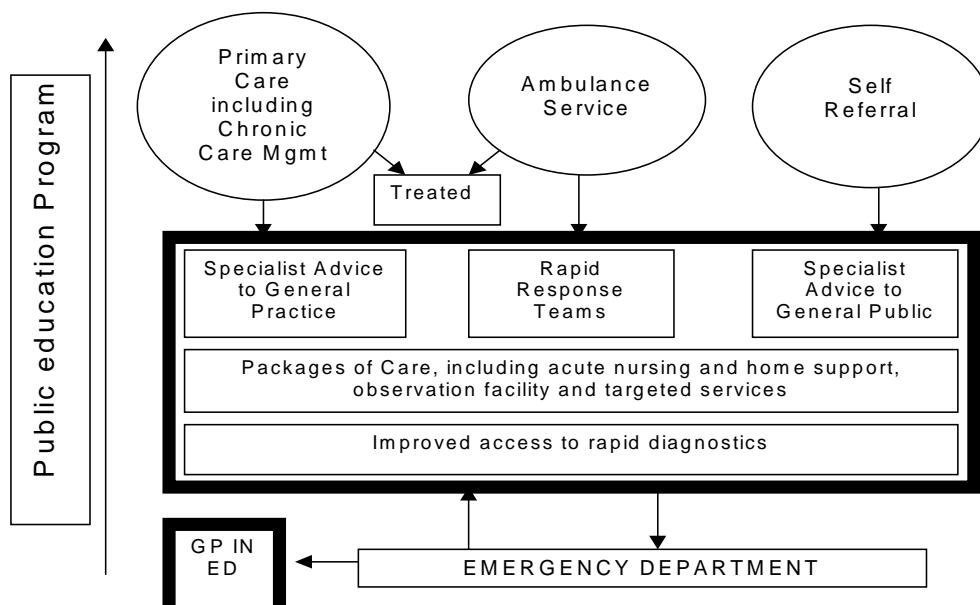 Public education Program
Primary
Care
including
Chronic
Care Mgmt
Ambulance
Service
Self
Referral
Treated
Specialist Advice
to General
Practice
Rapid
Response
Teams
Specialist
Advice to
General Public
Packages of Care, including acute nursing and home support,
observation facility and targeted services
Improved access to rapid diagnostics
GP IN
ED
EMERGENCY DEPARTMENT